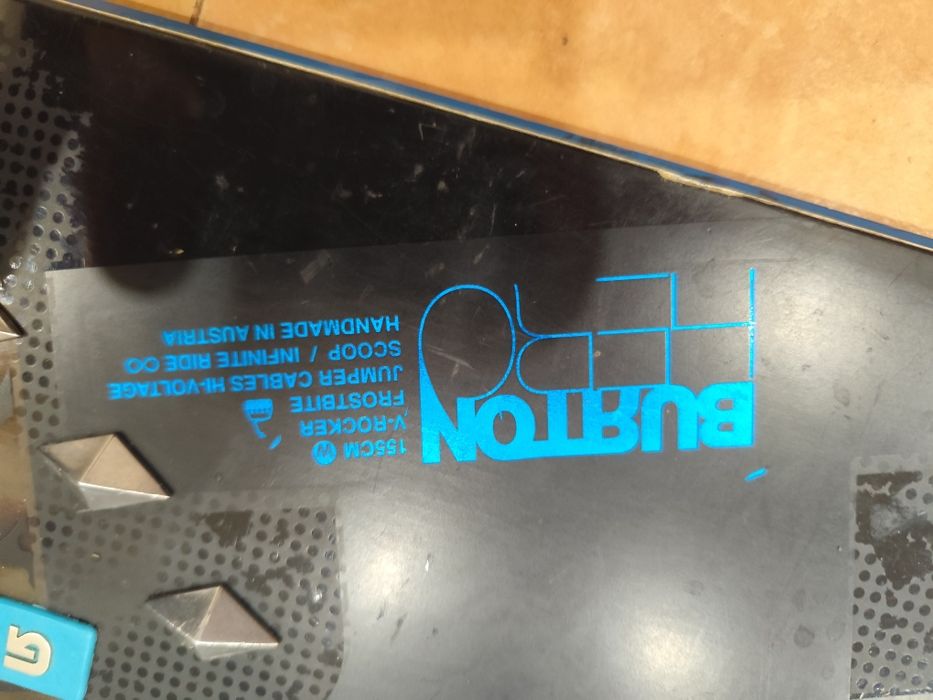 BURTON
HERO
155CM
V-ROCKER
FROSTBITE
JUMPER CABLES HI-VOLTAGE
SCOOP / INFINITE RIDE
HANDMADE IN AUSTRIA